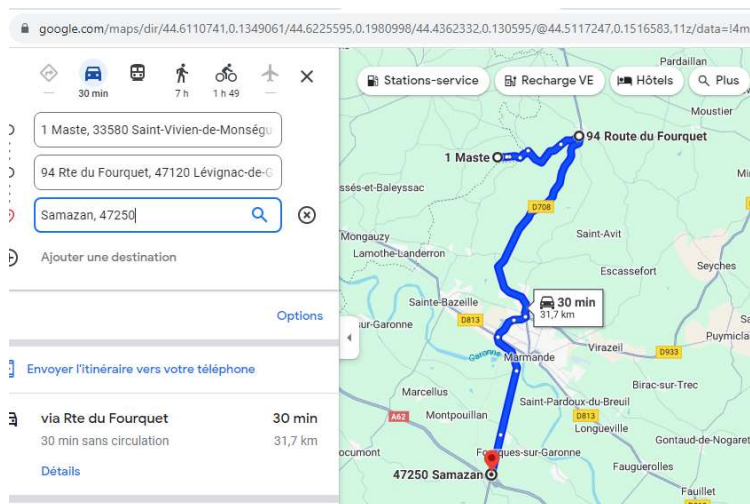 google.com/maps/dir/44.6110741,0.1349061/44.6225595,0.1980998/44.4362332,0.130595/@44.5117247,0.1516583,11z/data=!4m
30 min
7 h
1 h 49
1 Maste, 33580 Saint-Vivien-de-Monségu
94 Rte du Fourquet, 47120 Lévignac-de-G
Samazan, 47250
Ajouter une destination
Options
Envoyer l'itinéraire vers votre téléphone
via Rte du Fourquet
30 min
30 min sans circulation
31,7 km
Détails
Stations-service
Recharge VE
Hôtels
Plus
Pardaillan
Moustier
94 Route du Fourquet
1 Maste
ssés-et-Baleyssac
D708
Saint-Avit
Mongauzy
Lamothe-Landerron
Escassefort
Seyches
Sainte-Bazeille
30 min
31,7 km
D813
ur-Garonne
Puymicla
Garonne
Marmande
Virazeil
D933
Birac-sur-Trec
Marcellus
Saint-Pardoux-du-Breuil
A62
Montpouillan
D813
Longueville
Gontaud-de-Nogaret
ocumont
Fourques-sur-Garonne
Fauguerolles
47250 Samazan
Fauillet